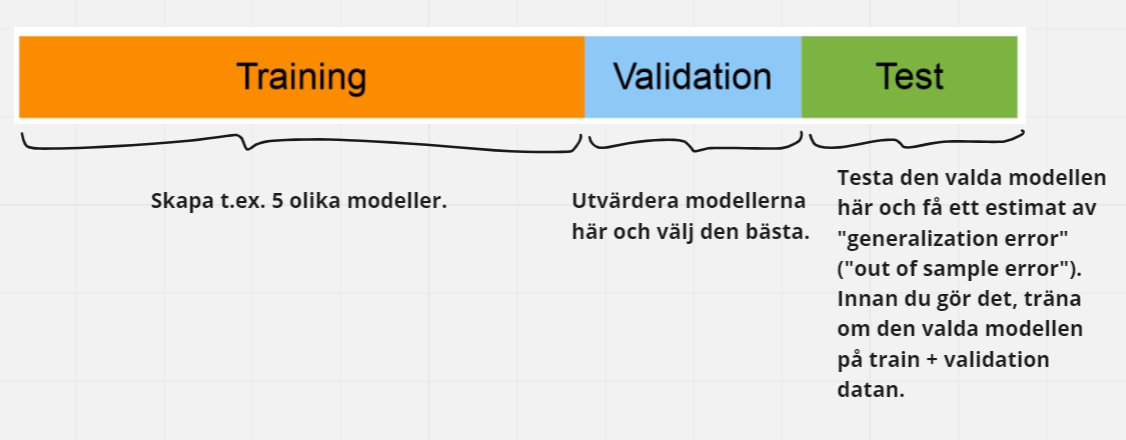 Training
Validation
Test
Skapa t.ex. 5 olika modeller.
Utvärdera modellerna
här och välj den bästa.
Testa den valda modellen
här och få ett estimat av
"generalization error"
("out of sample error").
Innan du gör det, träna
om den valda modellen
på train + validation
datan.